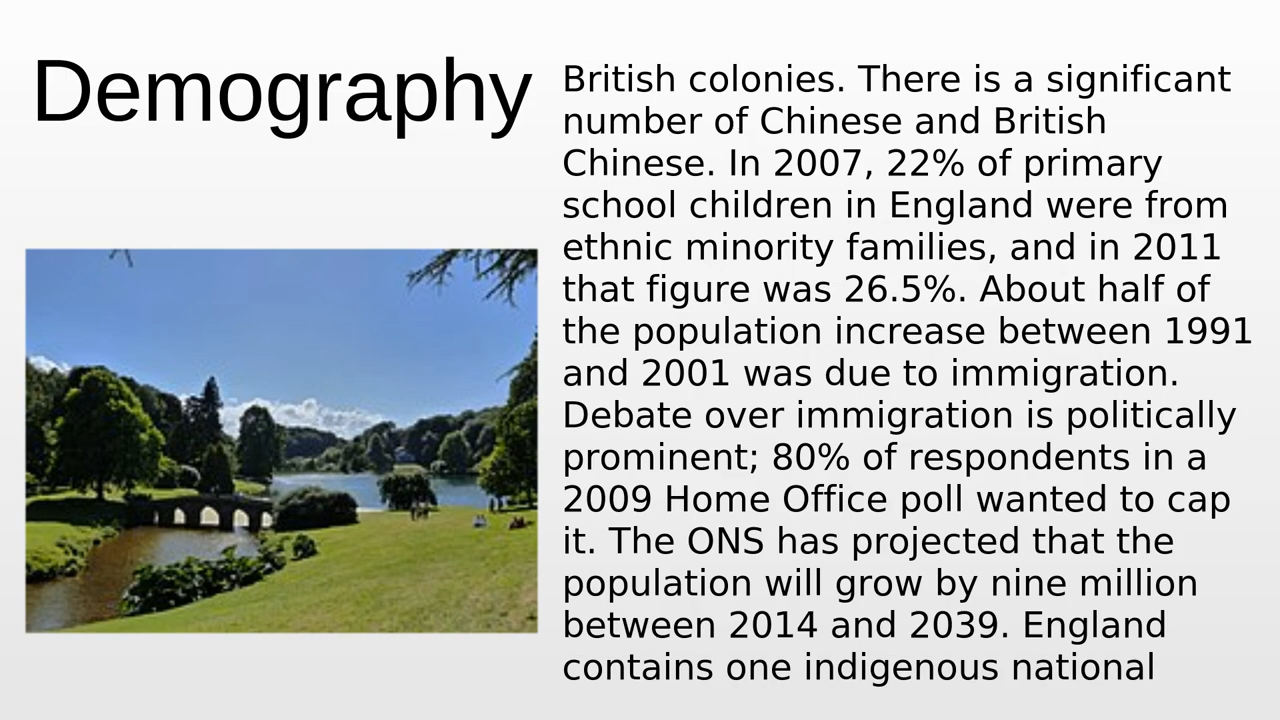 Demography
British colonies. There is a significant
number of Chinese and British
Chinese. In 2007, 22% of primary
school children in England were from
ethnic minority families, and in 2011
that figure was 26.5%. About half of
the population increase between 1991
and 2001 was due to immigration.
Debate over immigration is politically
prominent; 80% of respondents in a
2009 Home Office poll wanted to cap
it. The ONS has projected that the
population will grow by nine million
between 2014 and 2039. England
contains one indigenous national